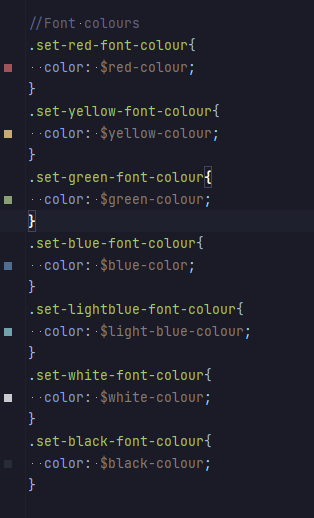 //Font colours
.set-red-font-colour{
  color: $red-colour;
}
.set-yellow-font-colour{
  color: $yellow-colour;
}
.set-green-font-colour{
  color: $green-colour;
}
.set-blue-font-colour{
  color: $blue-color;
}
.set-lightblue-font-colour{
  color: $light-blue-colour;
}
.set-white-font-colour{
  color: $white-colour;
}
.set-black-font-colour{
  color: $black-colour;
}